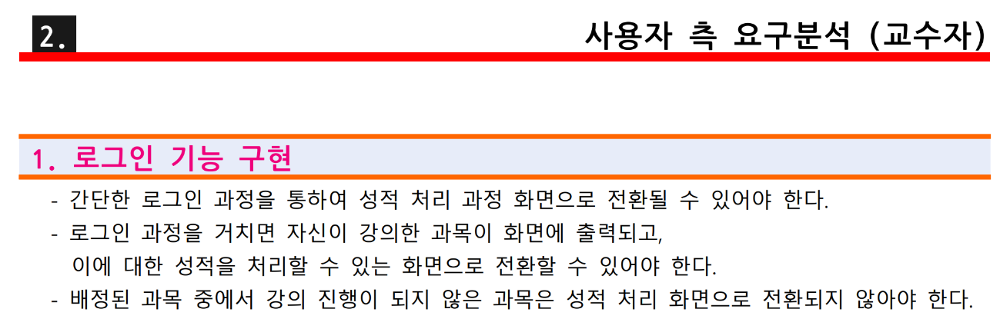 2.
사용자 측 요구분석 (교수자)
1. 로그인 기능 구현
- 간단한 로그인 과정을 통하여 성적 처리 과정 화면으로 전환될 수 있어야 한다.
- 로그인 과정을 거치면 자신이 강의한 과목이 화면에 출력되고,
이에 대한 성적을 처리할 수 있는 화면으로 전환할 수 있어야 한다.
- 배정된 과목 중에서 강의 진행이 되지 않은 과목은 성적 처리 화면으로 전환되지 않아야 한다.